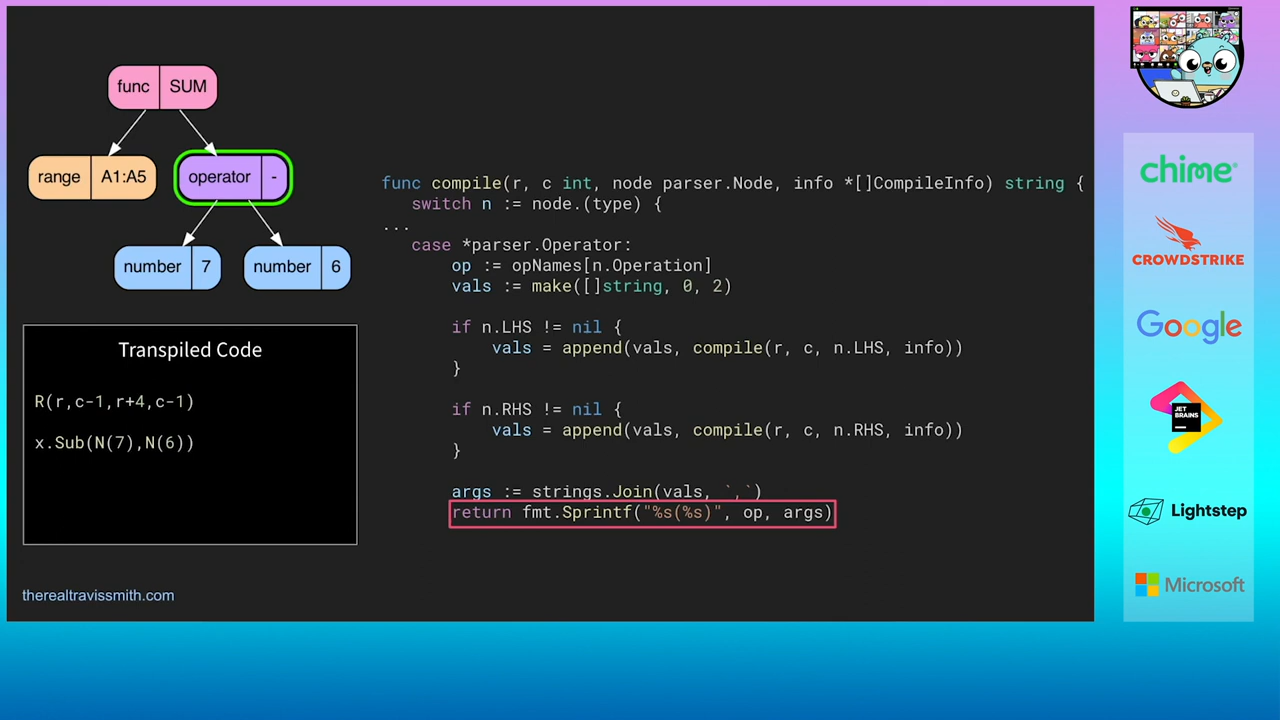 func SUM
range A1:A5
operator -
number 7
number 6
Transpiled Code
R(r,c-1,r+4,c-1)
x.Sub(N(7),N(6))
therealtravissmith.com
func compile(r, c int, node parser.Node, info *[]CompileInfo) string {
switch n := node.(type) {
...
case *parser.Operator:
op := opNames[n.Operation]
vals := make([]string, 0, 2)
if n.LHS != nil {
vals = append(vals, compile(r, c, n.LHS, info))
}
if n.RHS != nil {
vals = append(vals, compile(r, c, n.RHS, info))
}
args := strings.Join(vals, `,`)
return fmt.Sprintf("%s(%s)", op, args)
chime®
CROWDSTRIKE
Google
JET
BRAINS
Lightstep
Microsoft